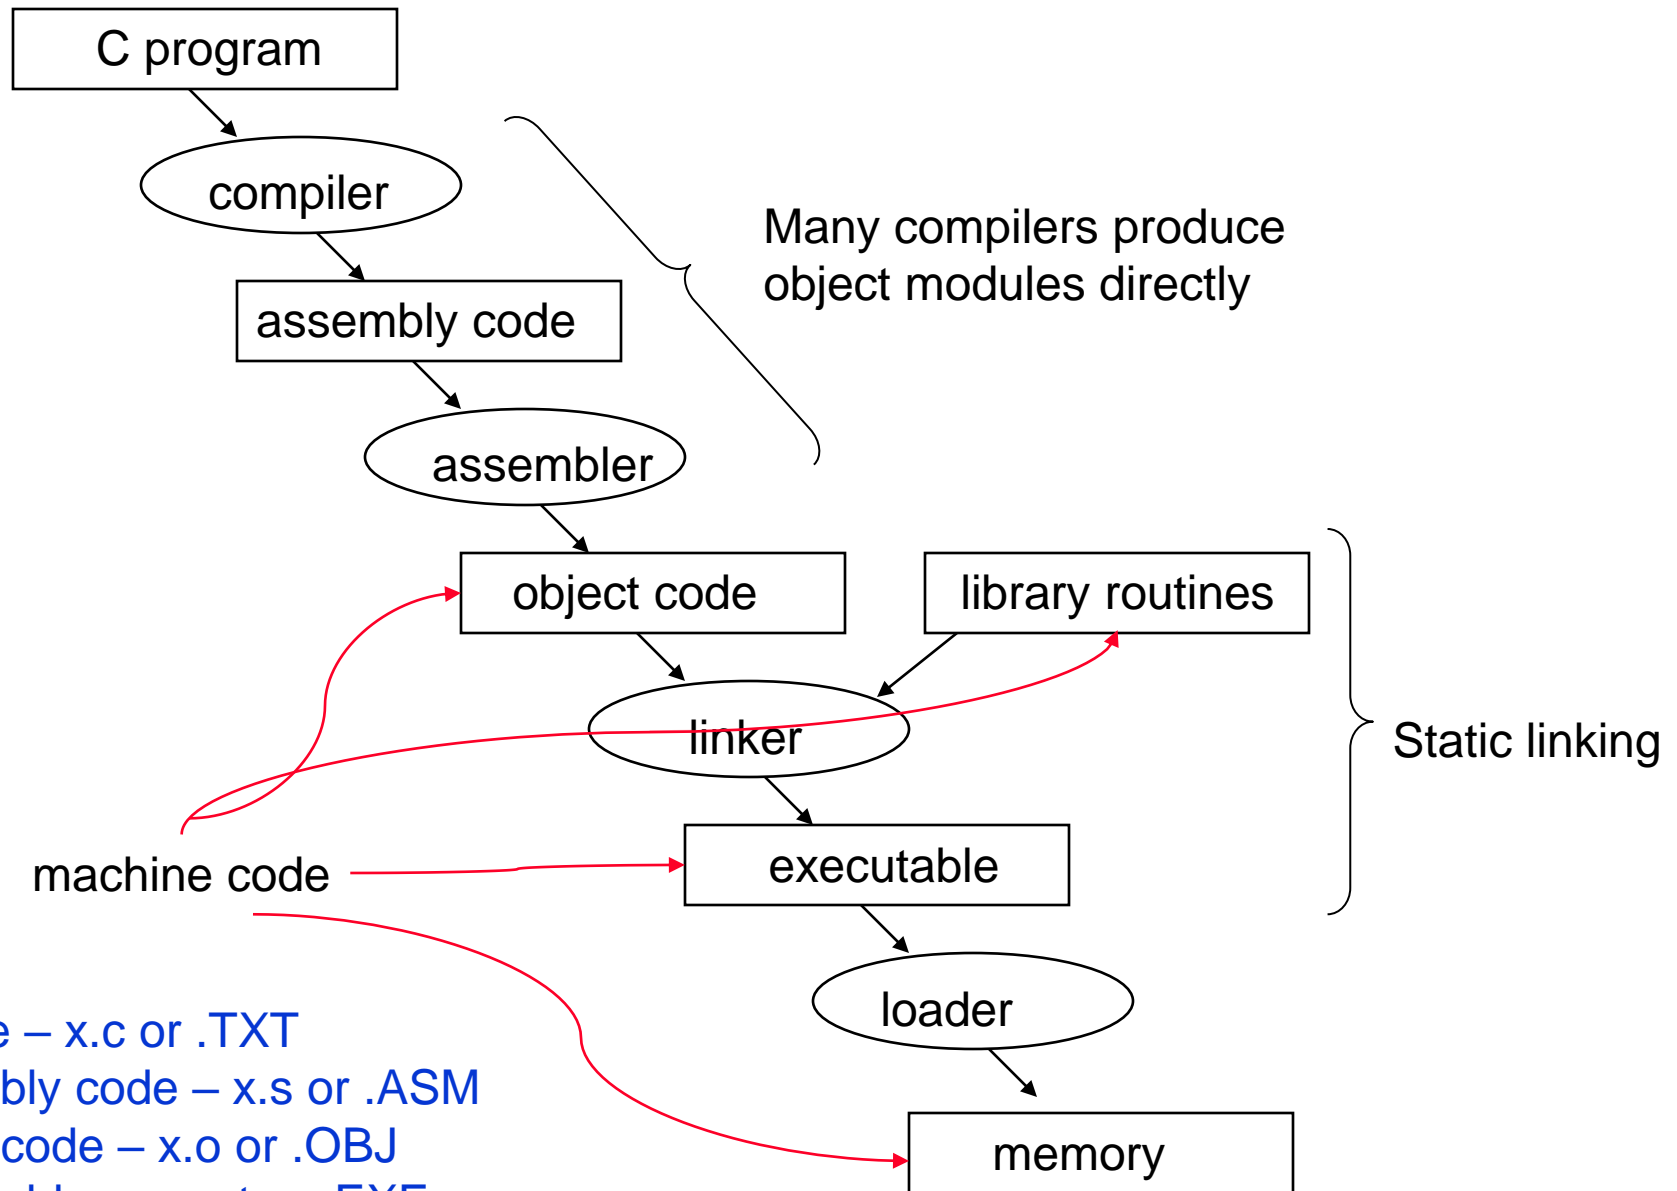 C program
compiler
Many compilers produce
object modules directly
assembly code
assembler
object code
library routines
linker
Static linking
machine code
executable
loader
– x.c or .TXT
code – x.s or .ASM
code – x.o or .OBJ
memory